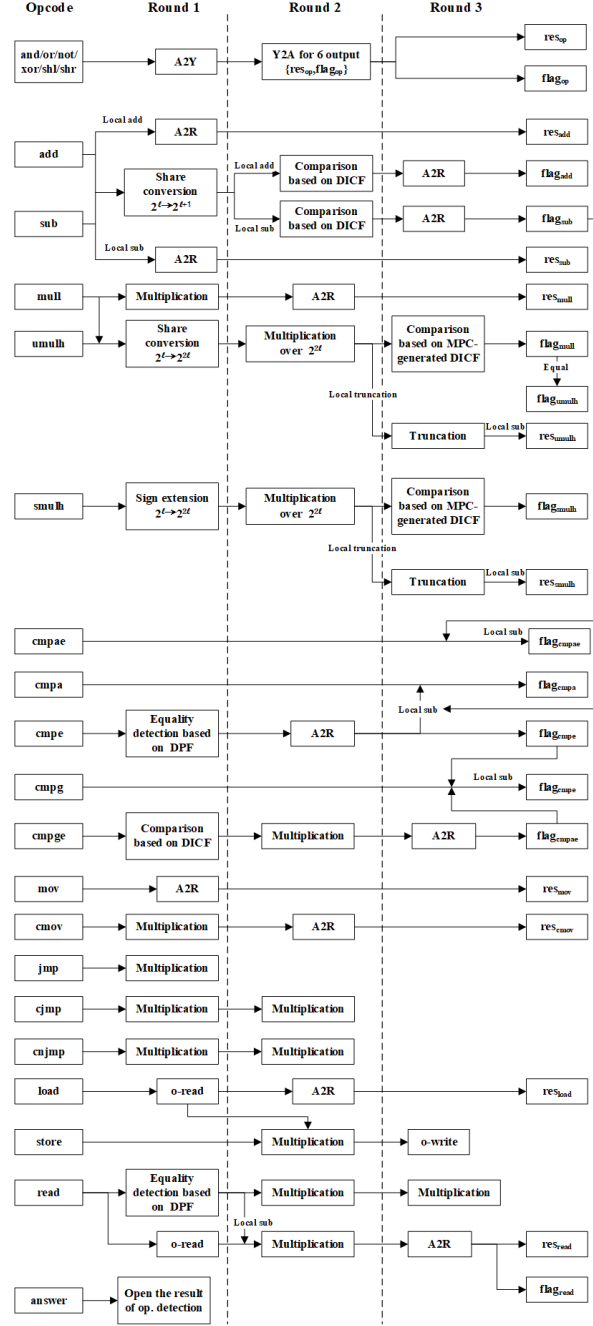 Opcode Round 1 Round 2 Round 3
and/or/not/
xor/shl/shr
A2Y
Y2A for 6 output
{res_op,flag_op}
res_op
flag_op
Local add
A2R
res_add
add
Share
conversion
2^ℓ→2^ℓ+1
Local add
Comparison
based on DICF
A2R
flag_add
Local sub
Comparison
based on DICF
A2R
flag_sub
sub
Local sub
A2R
res_sub
mull
Multiplication
A2R
res_mull
umulh
Share
conversion
2^ℓ→2^2ℓ
Multiplication
over 2^2ℓ
Comparison
based on MPC-
generated DICF
flag_mull
Equal
flag_umulh
Local truncation
Truncation
Local sub
res_umulh
smulh
Sign extension
2^ℓ→2^2ℓ
Multiplication
over 2^2ℓ
Comparison
based on MPC-
generated DICF
flag_smulh
Local truncation
Truncation
Local sub
res_smulh
cmpae
Local sub
flag_cmpae
cmpa
flag_cmpa
Local sub
cmpe
Equality
detection based
on DPF
A2R
flag_cmpe
cmpg
Local sub
flag_cmpe
cmpge
Comparison
based on DICF
Multiplication
A2R
flag_cmpae
mov
A2R
res_mov
cmov
Multiplication
A2R
res_cmov
jmp
Multiplication
cjmp
Multiplication
Multiplication
cnjmp
Multiplication
Multiplication
load
o-read
A2R
res_load
store
Multiplication
o-write
read
Equality
detection based
on DPF
Multiplication
Multiplication
Local sub
o-read
Multiplication
A2R
res_read
flag_read
answer
Open the result
of op. detection